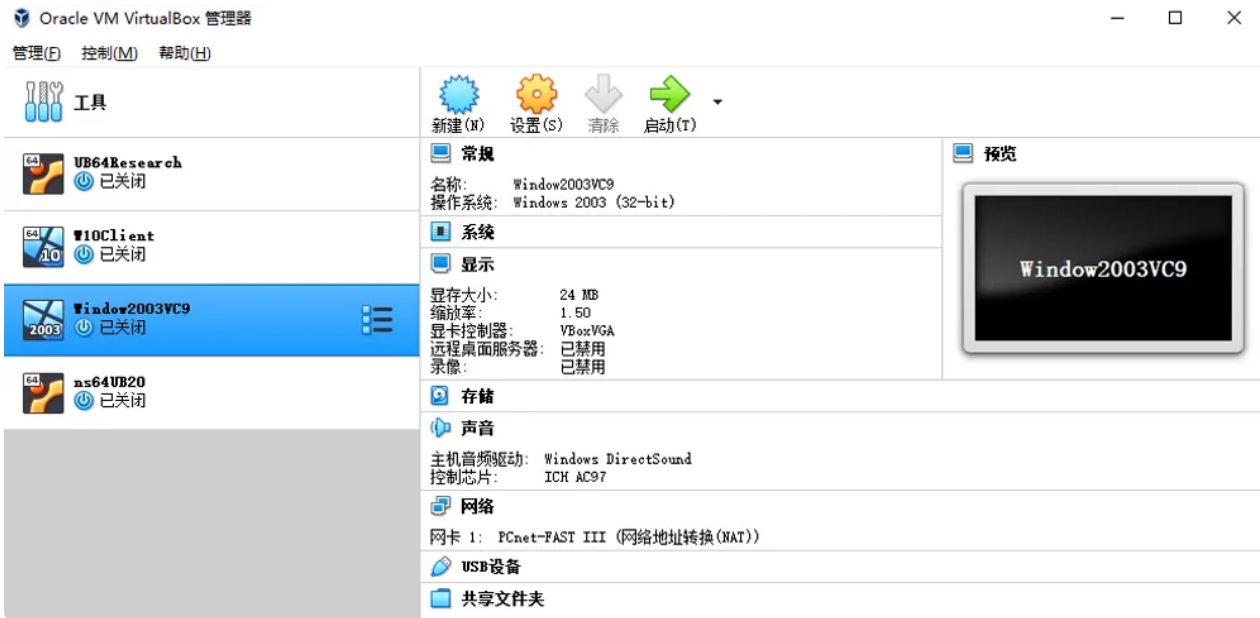 Oracle VM VirtualBox 管理器
管理(F) 控制(M) 帮助(H)
工具
新建(N) 设置(S) 清除 启动(T)
64
UB64Research
已关闭
64
10
W10Client
已关闭
2003
Window2003VC9
已关闭
64
ns64UB20
已关闭
常规
名称: Window2003VC9
操作系统: Windows 2003 (32-bit)
系统
显示
显存大小: 24 MB
缩放率: 1.50
显卡控制器: VBoxVGA
远程桌面服务器: 已禁用
录像: 已禁用
预览
Window2003VC9
存储
声音
主机音频驱动: Windows DirectSound
控制芯片: ICH AC97
网络
网卡 1: PCnet-FAST III (网络地址转换(NAT))
USB设备
共享文件夹